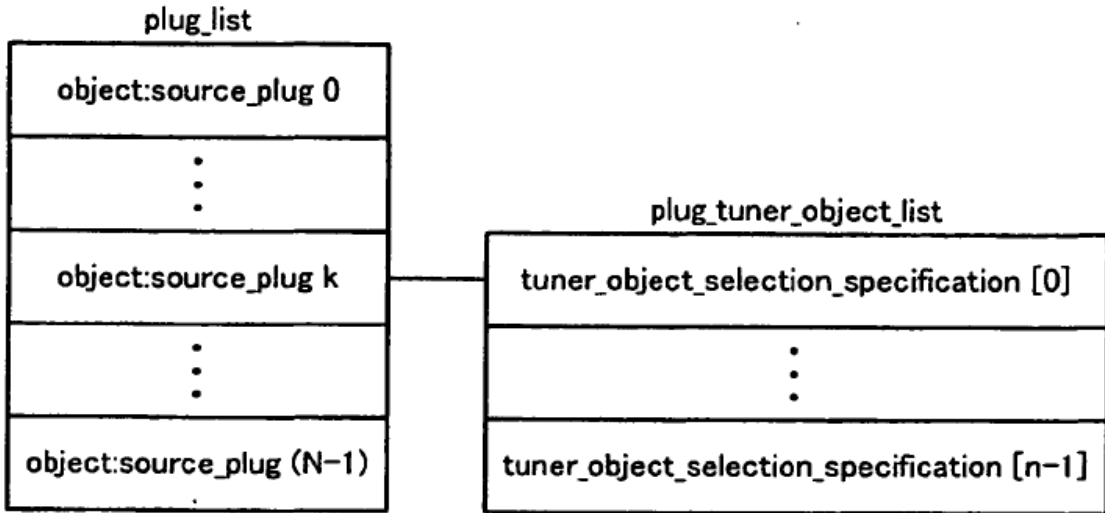 plug_list
object:source_plug 0
⋮
object:source_plug k
⋮
object:source_plug (N-1)
plug_tuner_object_list
tuner_object_selection_specification [0]
⋮
tuner_object_selection_specification [n-1]